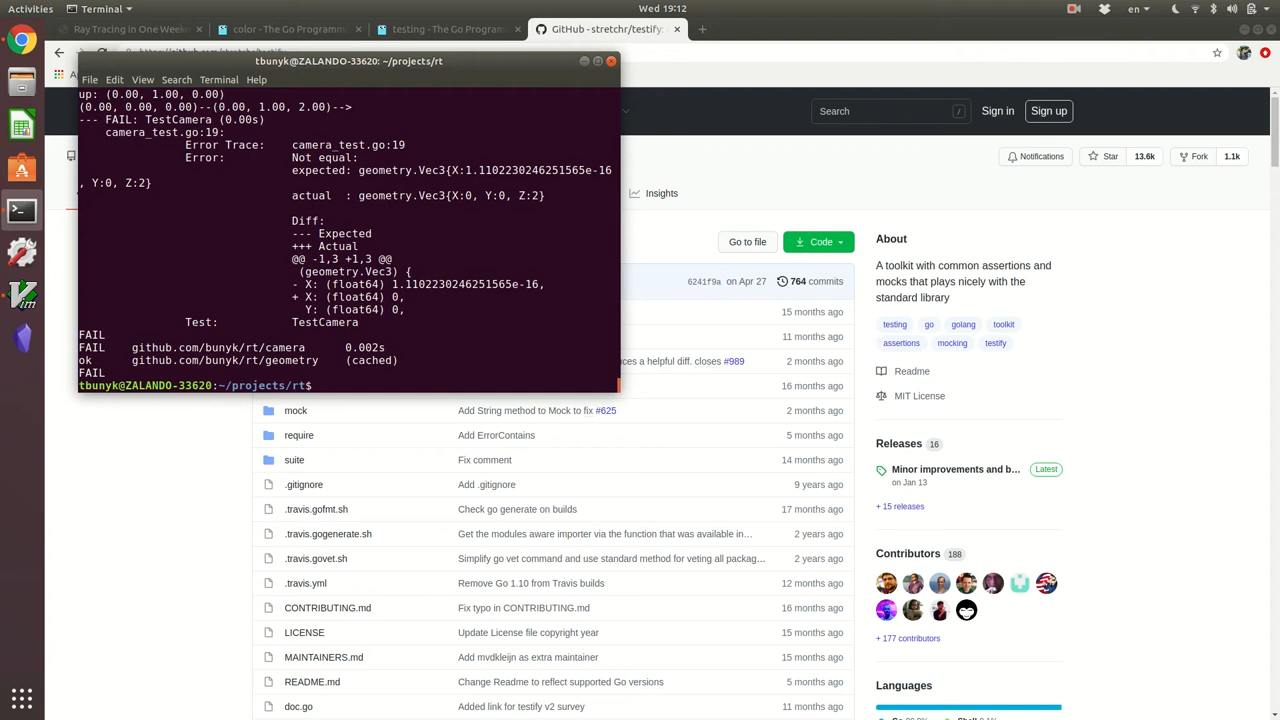 Terminal
Ray Tracing in One Weeke
color - The Go Programm
testing - The Go Program
GitHub - stretchr/testify:
tbunyk@ZALANDO-33620: ~/projects/rt
File Edit View Search Terminal Help
up: (0.00, 1.00, 0.00)
(0.00, 0.00, 0.00)--(0.00, 1.00, 2.00)-->
--- FAIL: TestCamera (0.00s)
camera_test.go:19:
Error Trace: camera_test.go:19
Error: Not equal:
expected: geometry.Vec3{X:1.1102230246251565e-16
, Y:0, Z:2}
actual : geometry.Vec3{X:0, Y:0, Z:2}
Diff:
--- Expected
+++ Actual
@@ -1,3 +1,3 @@
(geometry.Vec3) {
- X: (float64) 1.1102230246251565e-16,
+ X: (float64) 0,
Y: (float64) 0,
Test: TestCamera
FAIL
FAIL github.com/bunyk/rt/camera 0.002s
ok github.com/bunyk/rt/geometry (cached)
FAIL
tbunyk@ZALANDO-33620:~/projects/rt$
Search /
Sign in
Sign up
Notifications
Star 13.6k
Fork 1.1k
Insights
Go to file
Code
6241f9a on Apr 27 764 commits
15 months ago
11 months ago
uces a helpful diff. closes #989 2 months ago
16 months ago
mock Add String method to Mock to fix #625 2 months ago
require Add ErrorContains 5 months ago
suite Fix comment 14 months ago
.gitignore Add .gitignore 9 years ago
.travis.gofmt.sh Check go generate on builds 17 months ago
.travis.gogenerate.sh Get the modules aware importer via the function that was available in… 2 years ago
.travis.govet.sh Simplify go vet command and use standard method for veting all packag… 2 years ago
.travis.yml Remove Go 1.10 from Travis builds 12 months ago
CONTRIBUTING.md Fix typo in CONTRIBUTING.md 16 months ago
LICENSE Update License file copyright year 15 months ago
MAINTAINERS.md Add mvdkleijn as extra maintainer 15 months ago
README.md Change Readme to reflect supported Go versions 5 months ago
doc.go Added link for testify v2 survey 11 months ago
About
A toolkit with common assertions and
mocks that plays nicely with the
standard library
testing go golang toolkit
assertions mocking testify
Readme
MIT License
Releases 16
Minor improvements and b… Latest
on Jan 13
+ 15 releases
Contributors 188
+ 177 contributors
Languages